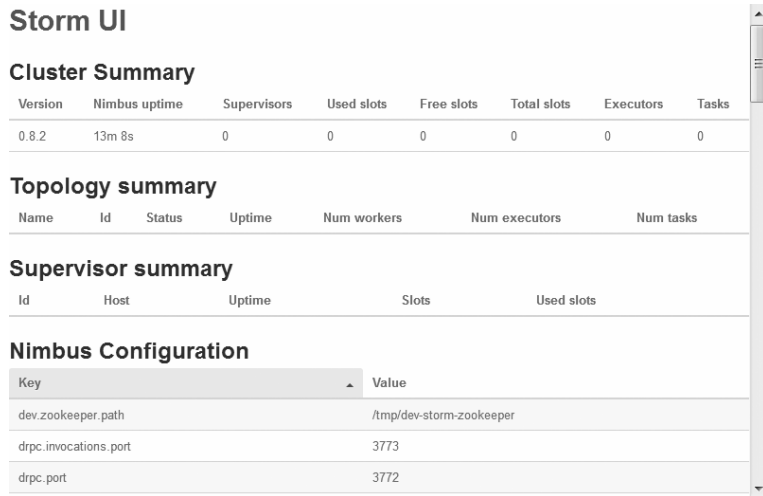 Storm UI
Cluster Summary
Version Nimbus uptime Supervisors Used slots Free slots Total slots Executors Tasks
0.8.2 13m 8s 0 0 0 0 0 0
Topology summary
Name Id Status Uptime Num workers Num executors Num tasks
Supervisor summary
Id Host Uptime Slots Used slots
Nimbus Configuration
Key Value
dev.zookeeper.path /tmp/dev-storm-zookeeper
drpc.invocations.port 3773
drpc.port 3772